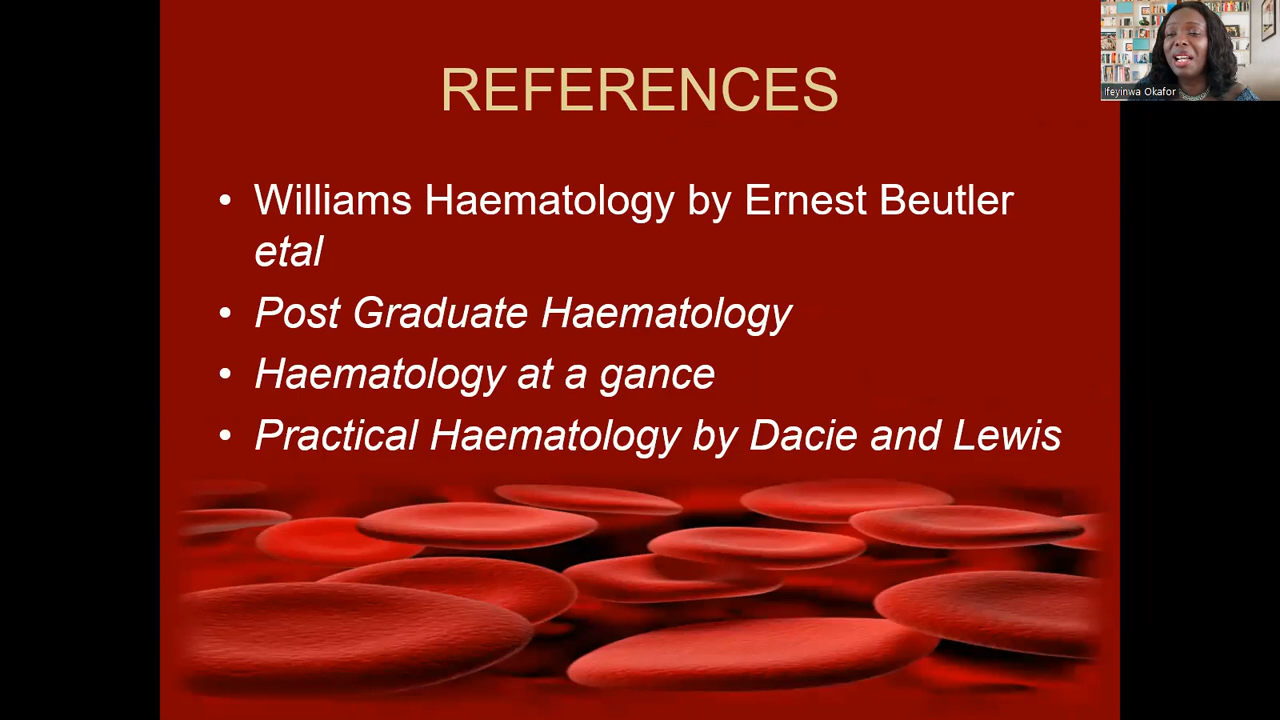 REFERENCES
• Williams Haematology by Ernest Beutler
etal
• Post Graduate Haematology
• Haematology at a gance
• Practical Haematology by Dacie and Lewis
Ifeyinwa Okafor